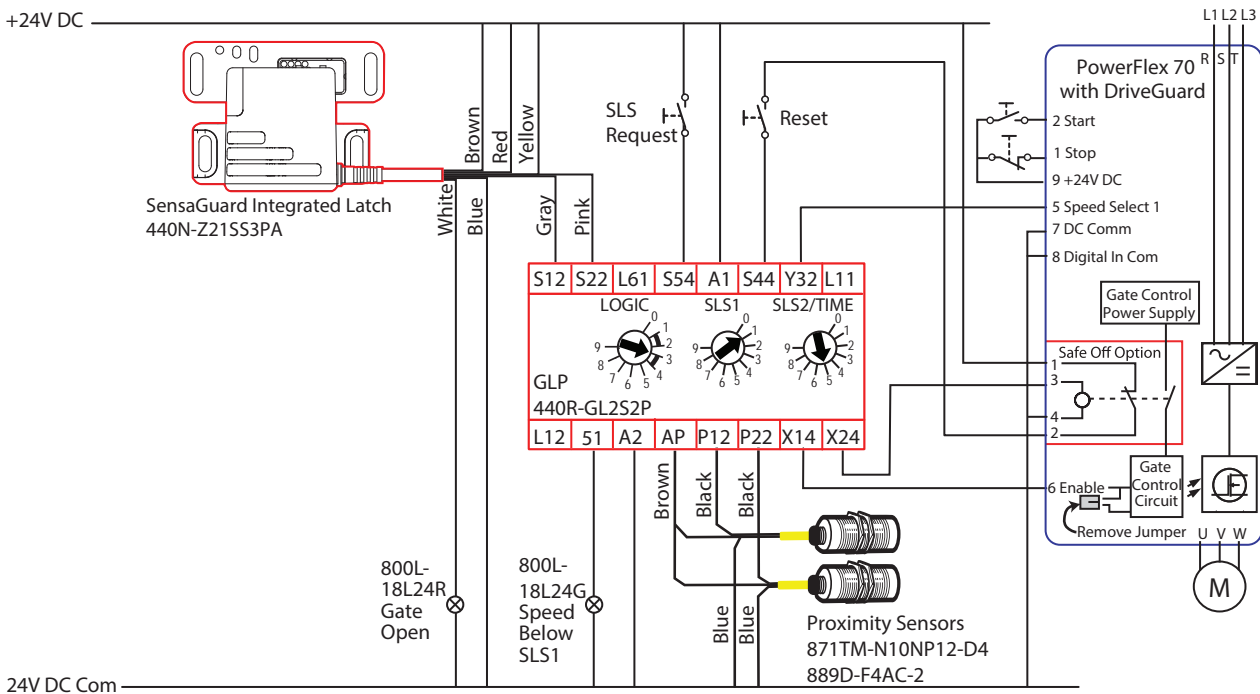 +24V DC
SensaGuard Integrated Latch
440N-Z21SS3PA
Brown
Red
Yellow
White
Blue
Gray
Pink
SLS
Request
Reset
L1 L2 L3
R S T
PowerFlex 70
with DriveGuard
2 Start
1 Stop
9 +24V DC
5 Speed Select 1
7 DC Comm
8 Digital In Com
Gate Control
Power Supply
Safe Off Option
1
3
4
2
S12 S22 L61 S54 A1 S44 Y32 L11
LOGIC
0
1
2
3
4
5
6
7
8
9
SLS1
0
1
2
3
4
5
6
7
8
9
SLS2/TIME
0
1
2
3
4
5
6
7
8
9
GLP
440R-GL2S2P
L12 51 A2 AP P12 P22 X14 X24
Brown
Black
Black
Blue
Blue
6 Enable
Gate
Control
Circuit
Remove Jumper
U V W
M
800L-
18L24R
Gate
Open
800L-
18L24G
Speed
Below
SLS1
Proximity Sensors
871TM-N10NP12-D4
889D-F4AC-2
24V DC Com